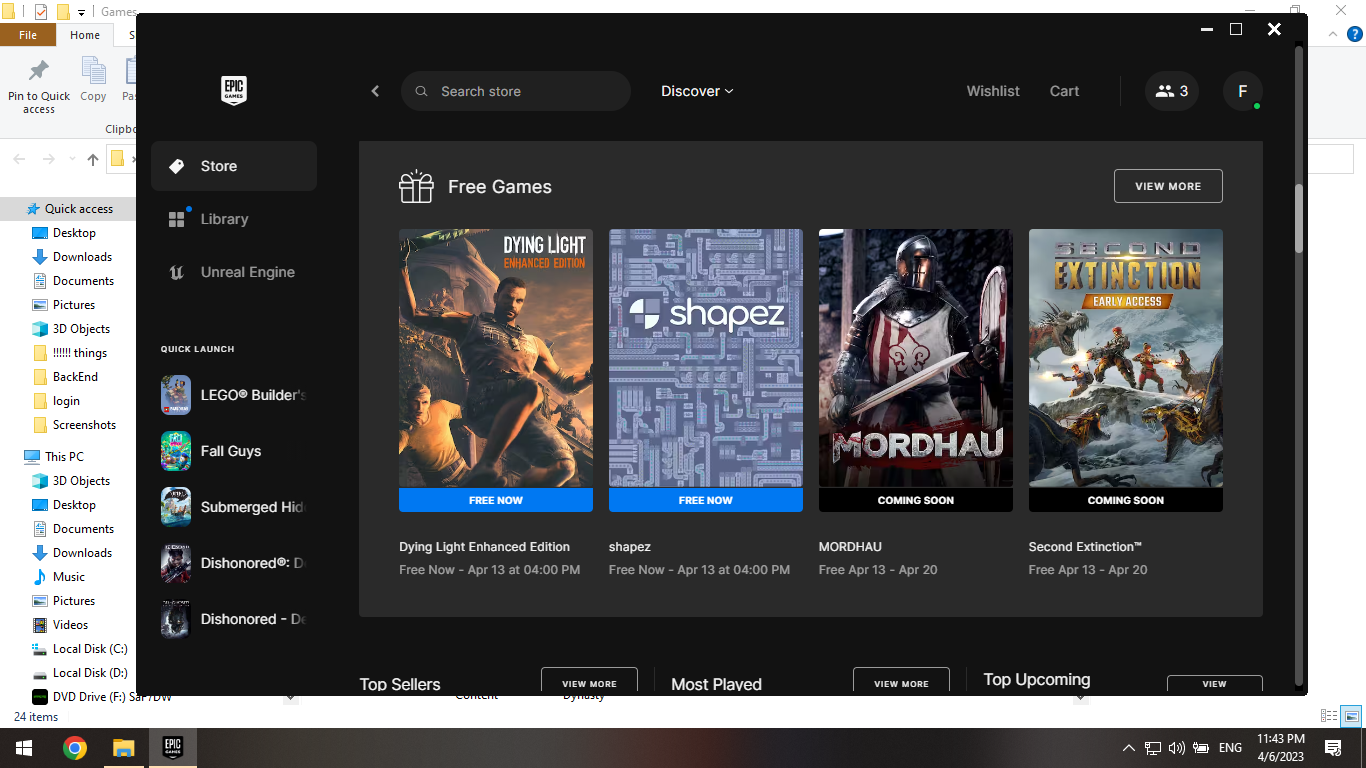 Games
File
Home
S
Pin to Quick access
Copy
Pas
Clipbo
EPIC GAMES
Search store
Discover
Wishlist
Cart
3
F
Store
Library
Unreal Engine
QUICK LAUNCH
LEGO® Builder's
Fall Guys
Submerged Hid
Dishonored®: D
Dishonored - De
Free Games
VIEW MORE
DYING LIGHT
ENHANCED EDITION
shapez
MORDHAU
SECOND
EXTINCTION
EARLY ACCESS
FREE NOW
FREE NOW
COMING SOON
COMING SOON
Dying Light Enhanced Edition
shapez
MORDHAU
Second Extinction™
Free Now - Apr 13 at 04:00 PM
Free Now - Apr 13 at 04:00 PM
Free Apr 13 - Apr 20
Free Apr 13 - Apr 20
Top Sellers
VIEW MORE
Most Played
VIEW MORE
Top Upcoming
VIEW
Quick access
Desktop
Downloads
Documents
Pictures
3D Objects
!!!!!! things
BackEnd
login
Screenshots
This PC
3D Objects
Desktop
Documents
Downloads
Music
Pictures
Videos
Local Disk (C:)
Local Disk (D:)
DVD Drive (F:) SaF7DW
Content
Dynasty
24 items
EPIC GAMES
ENG
11:43 PM
4/6/2023